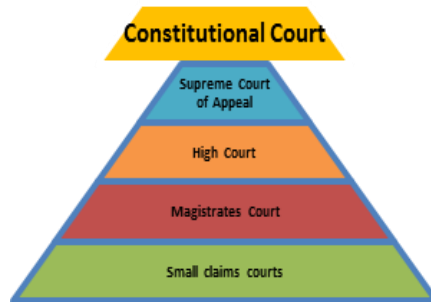 Constitutional Court
Supreme Court
of Appeal
High Court
Magistrates Court
Small claims courts